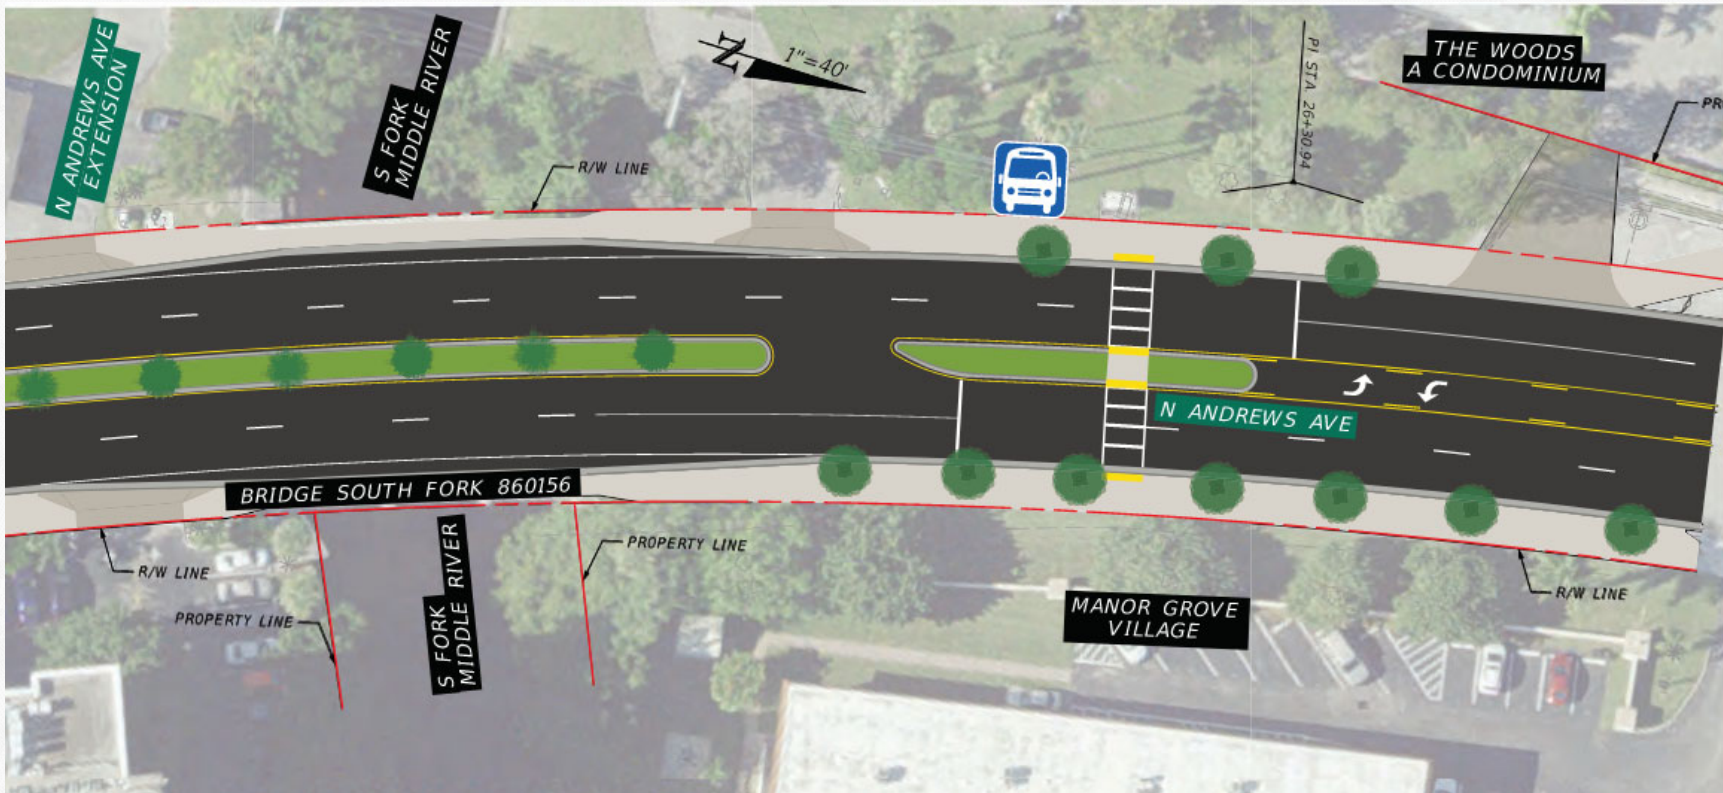 N ANDREWS AVE
EXTENSION
S FORK
MIDDLE RIVER
N
1"=40'
PI STA. 26+30.94
THE WOODS
A CONDOMINIUM
PR
R/W LINE
N ANDREWS AVE
BRIDGE SOUTH FORK 860156
R/W LINE
PROPERTY LINE
S FORK
MIDDLE RIVER
PROPERTY LINE
MANOR GROVE
VILLAGE
R/W LINE